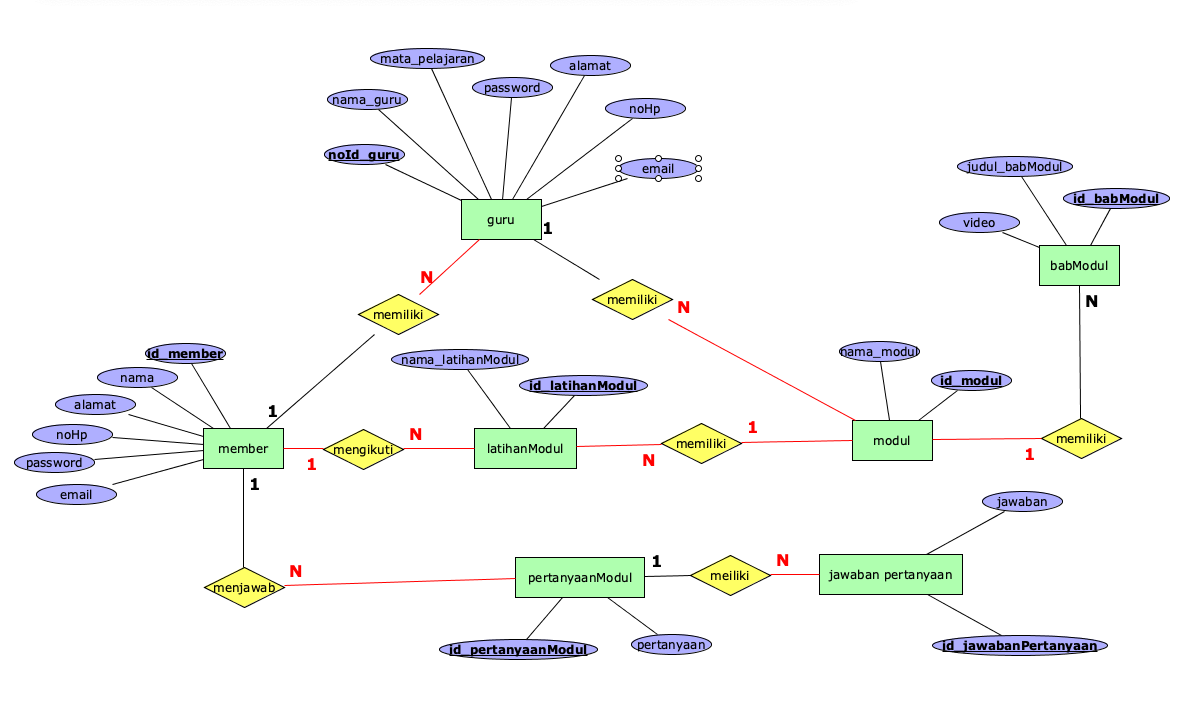 mata_pelajaran
alamat
password
nama_guru
noHp
noId_guru
email
judul_babModul
id_babModul
video
guru
1
babModul
N
memiliki
N
memiliki
N
memiliki
id_member
nama
alamat
noHp
password
email
1
member
1
1
mengikuti
N
nama_latihanModul
id_latihanModul
latihanModul
N
memiliki
1
nama_modul
id_modul
modul
1
memiliki
menjawab
N
pertanyaanModul
1
meiliki
N
jawaban
jawaban pertanyaan
id_pertanyaanModul
pertanyaan
id_jawabanPertanyaan